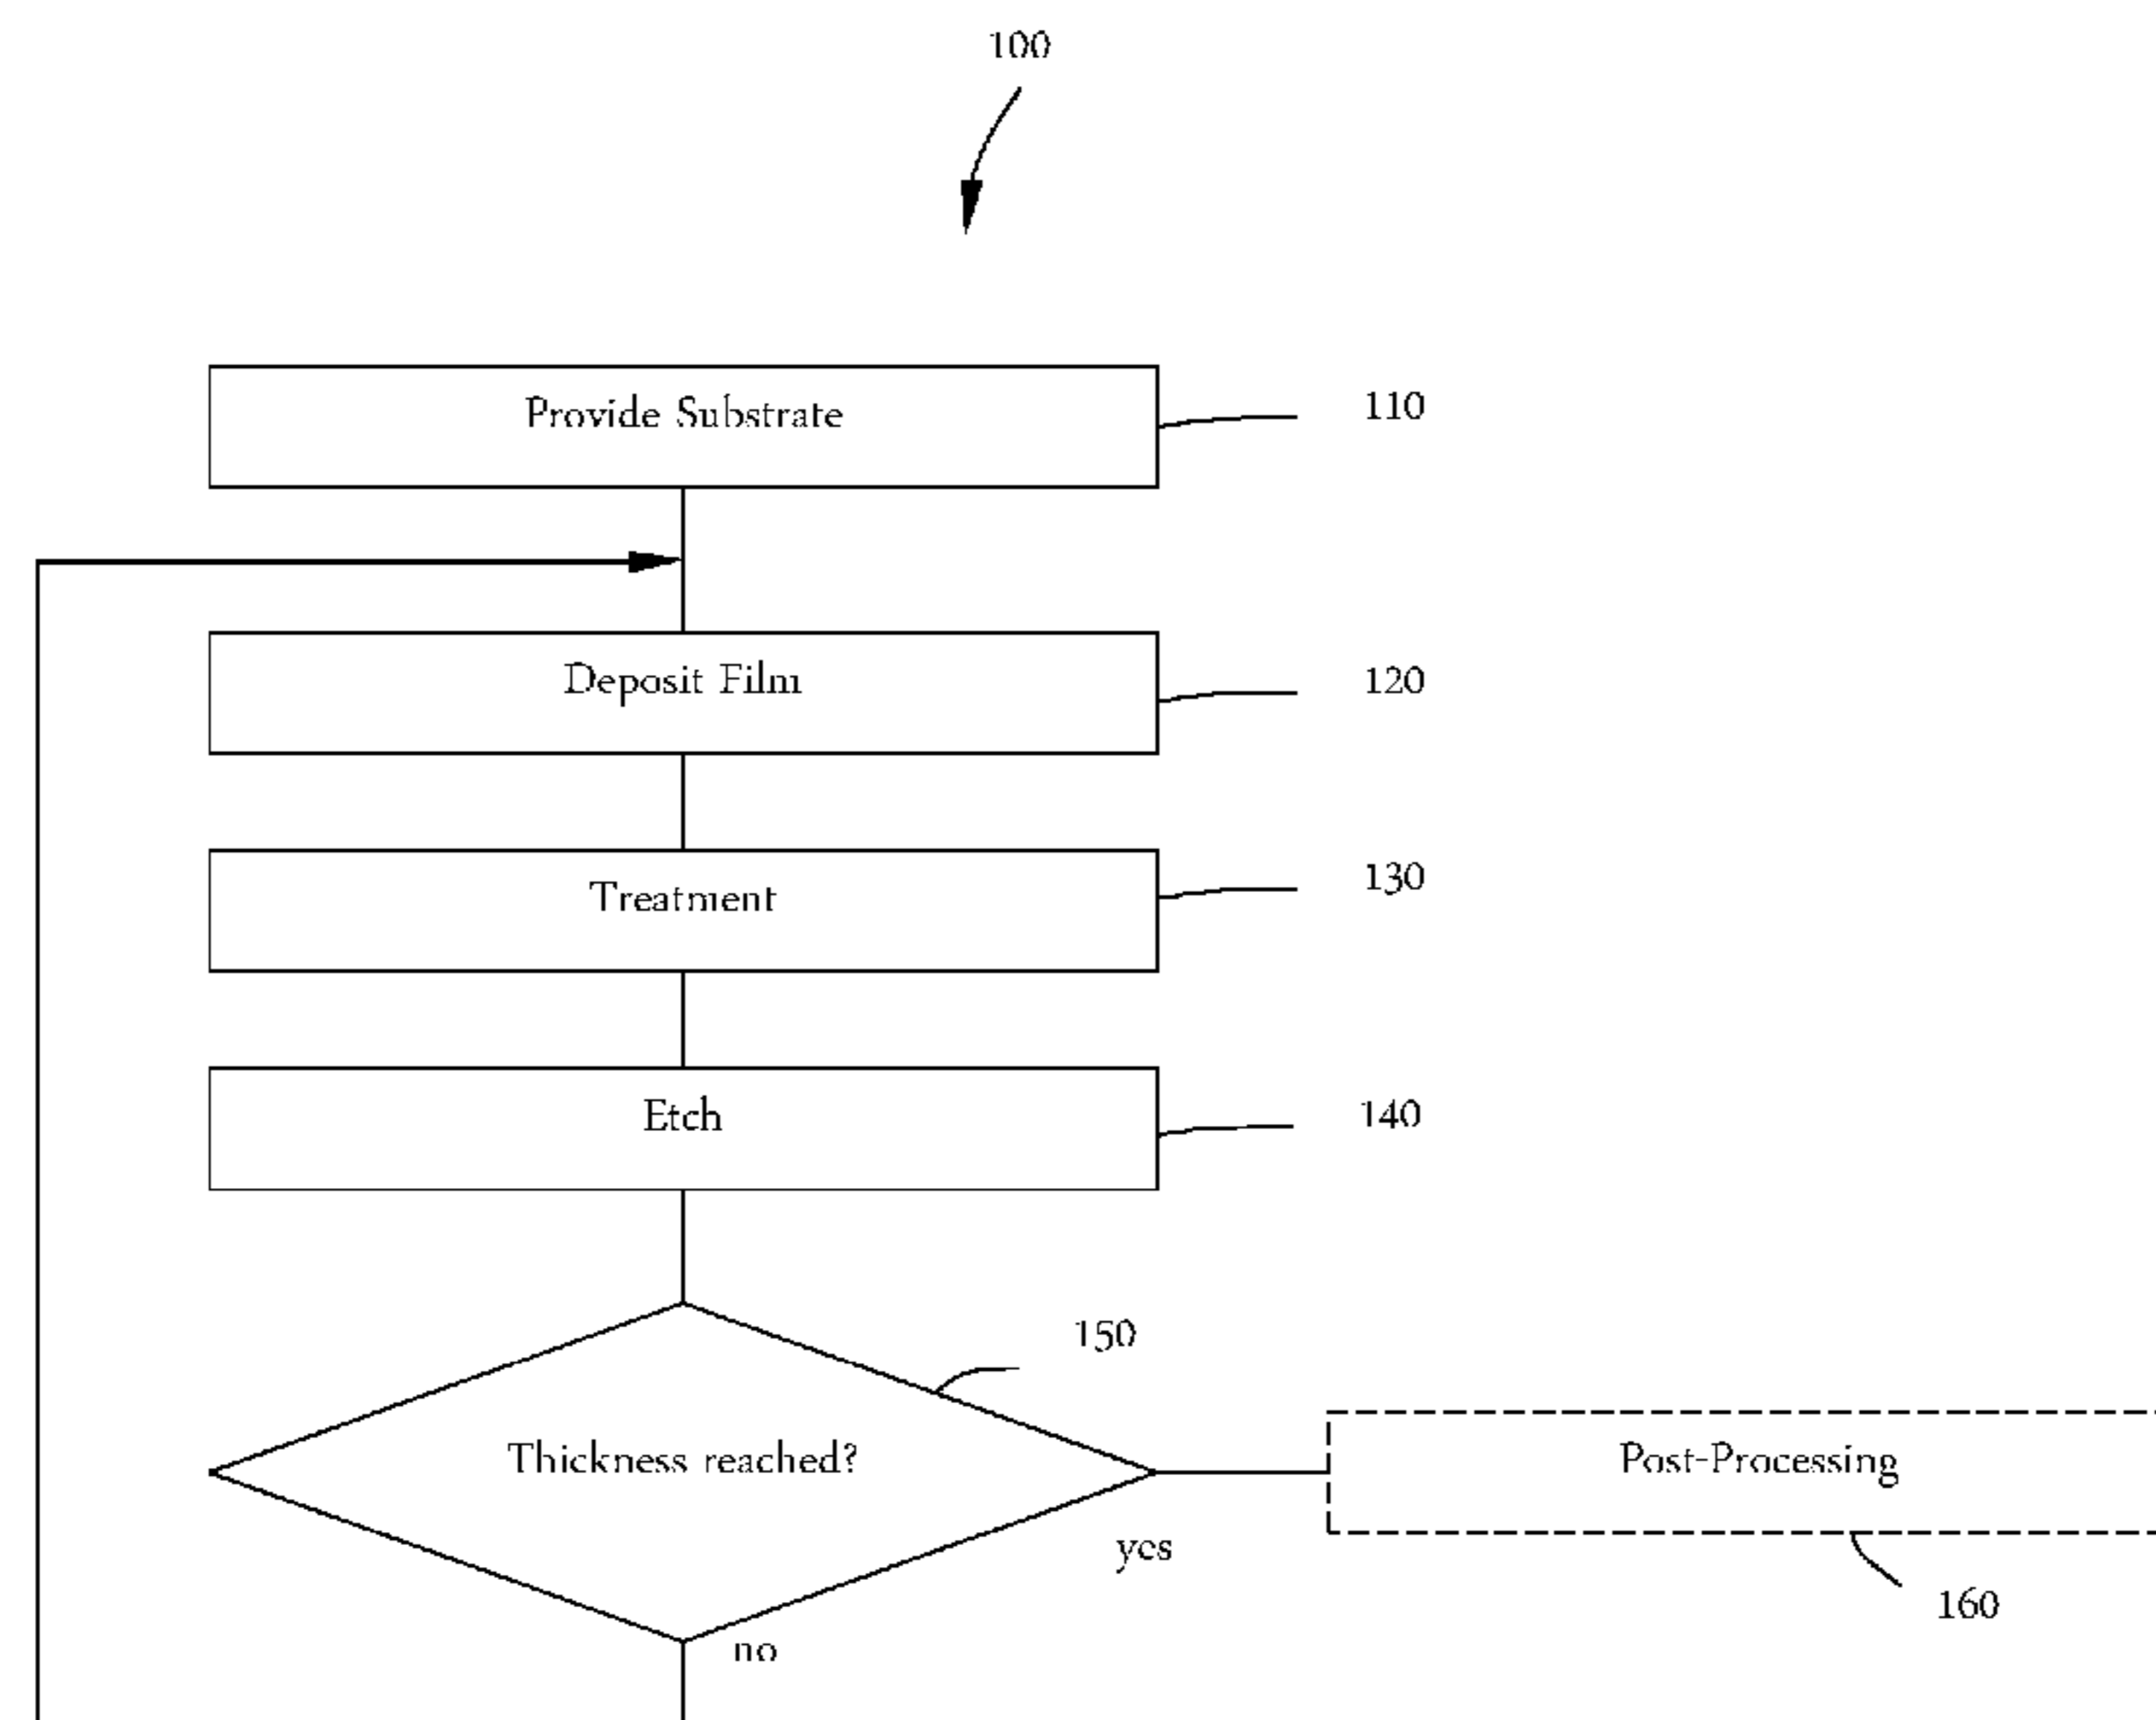 100
Provide Substrate
110
Deposit Film
120
Treatment
130
Etch
140
150
Thickness reached?
Post-Processing
yes
160
no